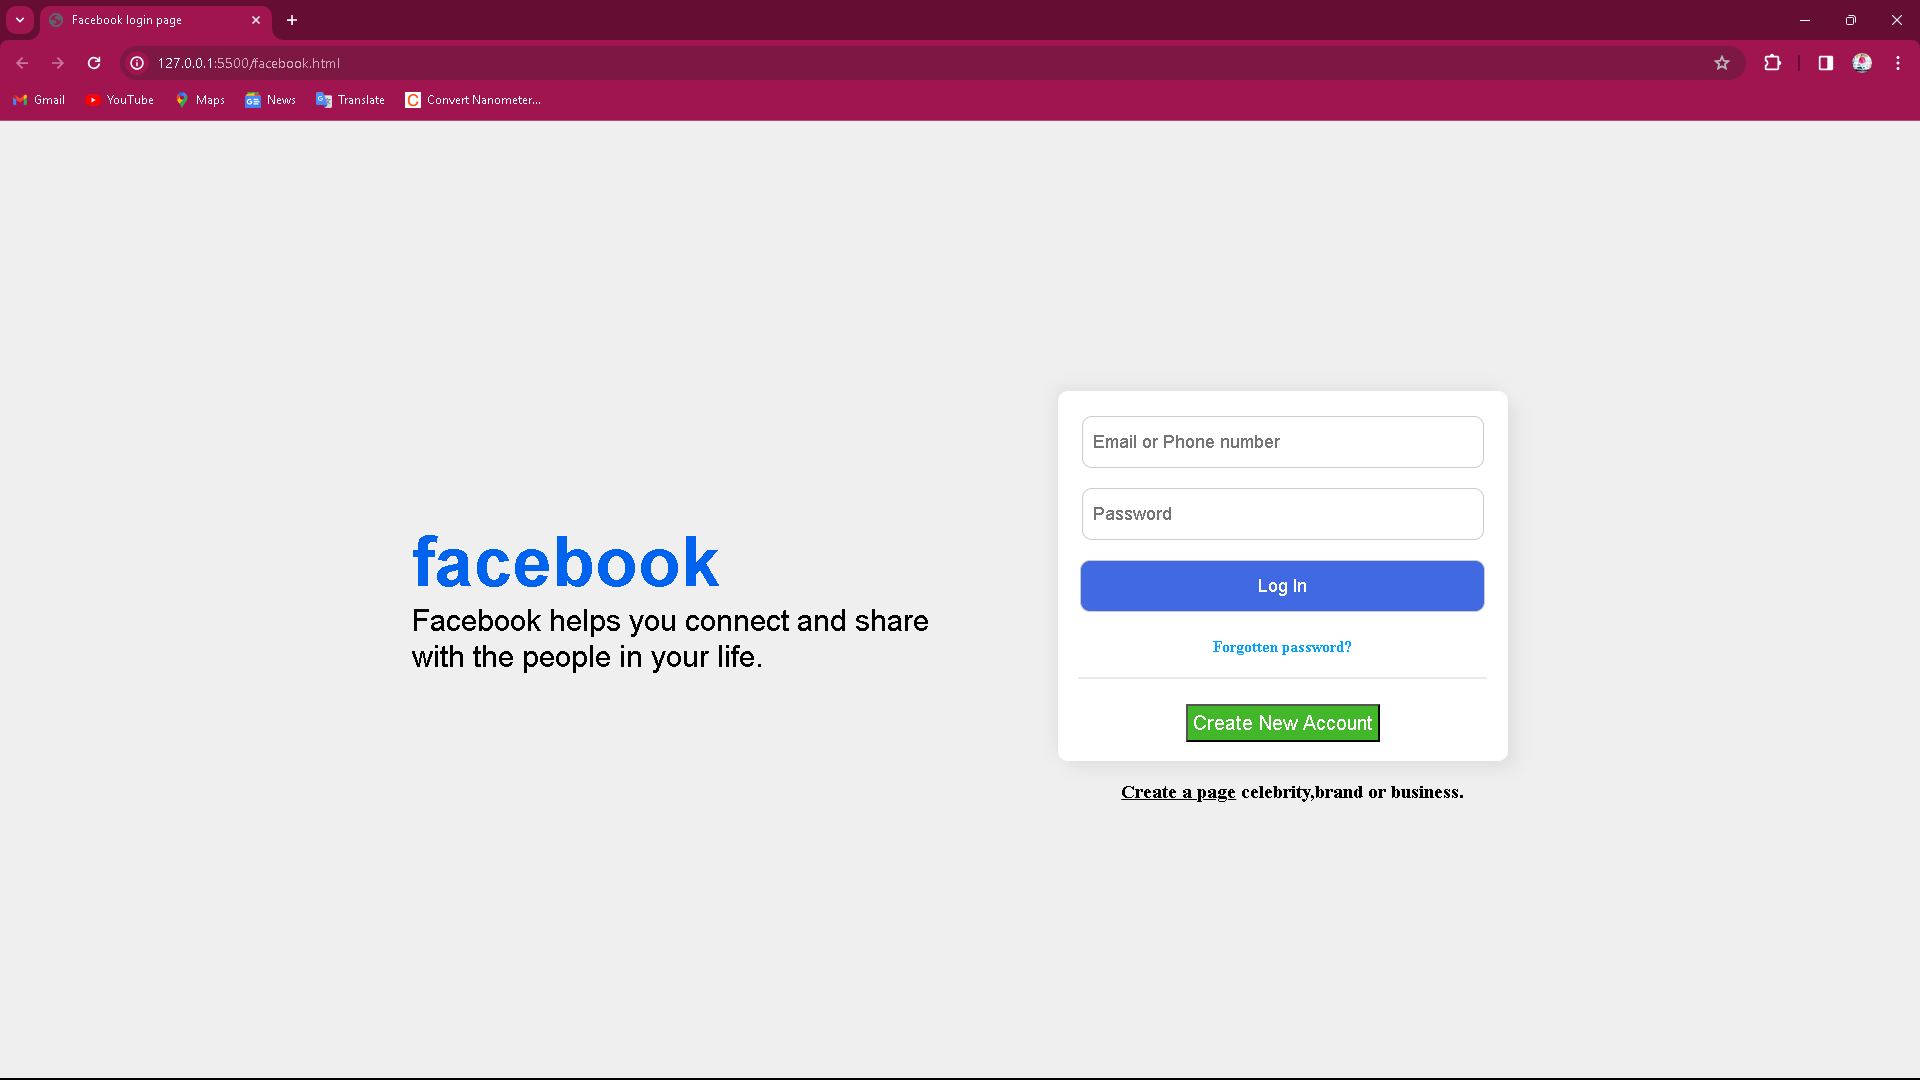 Facebook login page
127.0.0.1:5500/facebook.html
Gmail YouTube Maps News Translate Convert Nanometer...
Email or Phone number
Password
Log In
facebook
Facebook helps you connect and share
with the people in your life.
Forgotten password?
Create New Account
Create a page celebrity,brand or business.